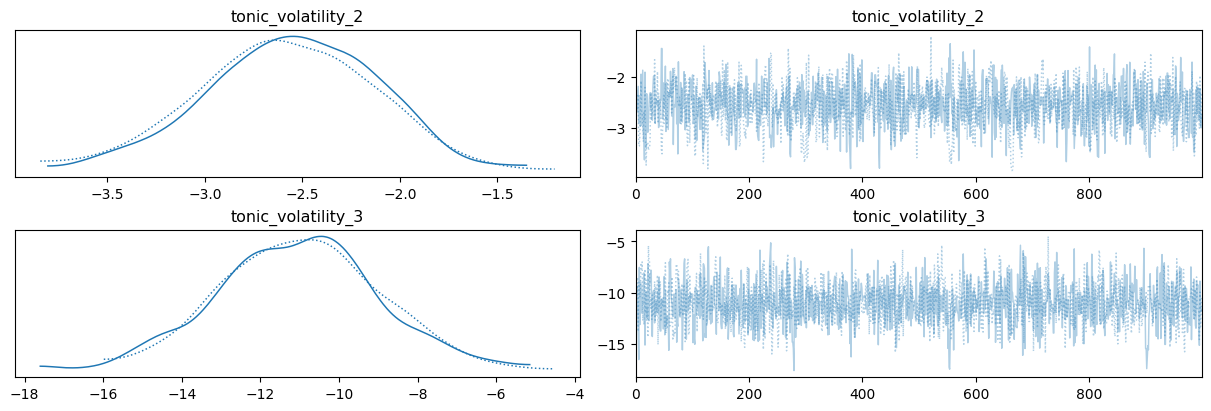 tonic_volatility_2
−3.5 −3.0 −2.5 −2.0 −1.5
tonic_volatility_2
−2
−3
0 200 400 600 800
tonic_volatility_3
−18 −16 −14 −12 −10 −8 −6 −4
tonic_volatility_3
−5
−10
−15
0 200 400 600 800